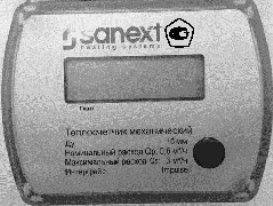 sanext
heating systems
Теплосчетчик механический
Ду 15 мм
Номинальный расход Qp 0,6 м³/ч
Максимальный расход Qs 3 м³/ч
Интерфейс Impulse